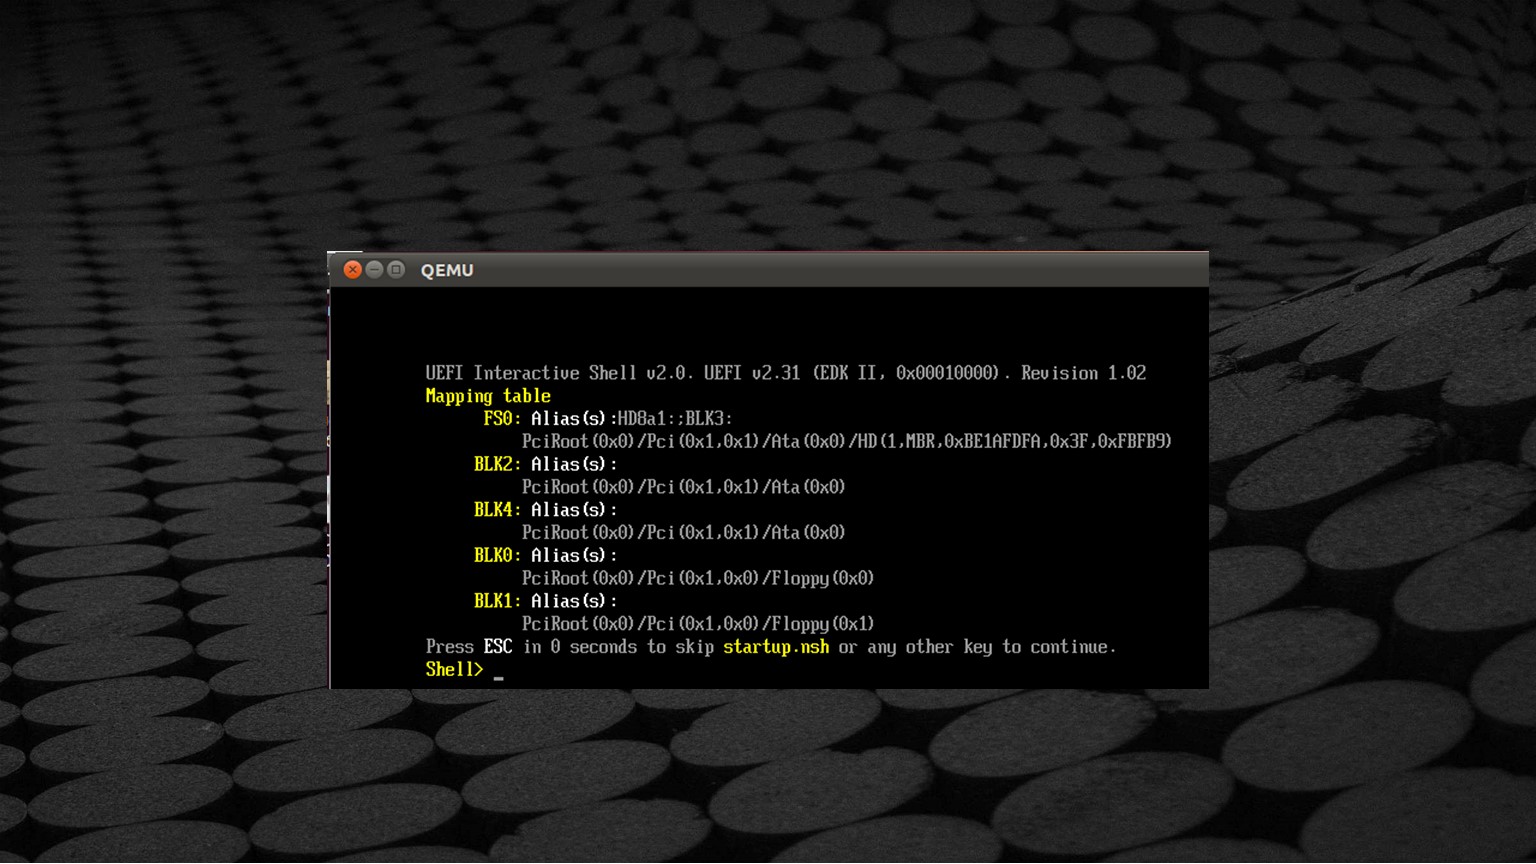 QEMU
UEFI Interactive Shell v2.0. UEFI v2.31 (EDK II, 0x00010000). Revision 1.02
Mapping table
FS0: Alias(s):HD8a1:;BLK3:
PciRoot(0x0)/Pci(0x1,0x1)/Ata(0x0)/HD(1,MBR,0xBE1AFDFA,0x3F,0xFBFB9)
BLK2: Alias(s):
PciRoot(0x0)/Pci(0x1,0x1)/Ata(0x0)
BLK4: Alias(s):
PciRoot(0x0)/Pci(0x1,0x1)/Ata(0x0)
BLK0: Alias(s):
PciRoot(0x0)/Pci(0x1,0x0)/Floppy(0x0)
BLK1: Alias(s):
PciRoot(0x0)/Pci(0x1,0x0)/Floppy(0x1)
Press ESC in 0 seconds to skip startup.nsh or any other key to continue.
Shell> _